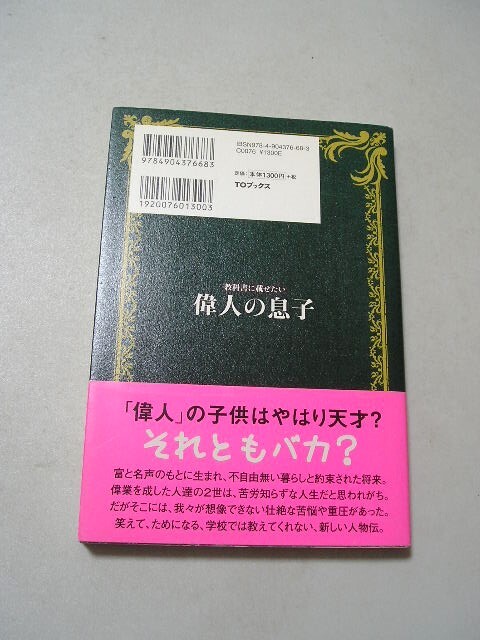 9784904376683
ISBN978-4-904376-68-3
C0076 ¥1300E
定価：本体1300円＋税
TOブックス
1920076013003
教科書に載せたい
偉人の息子
「偉人」の子供はやはり天才？
それともバカ？
富と名声のもとに生まれ、不自由無い暮らしと約束された将来。
偉業を成した人達の2世は、苦労知らずな人生だと思われがち。
だがそこには、我々が想像できない壮絶な苦悩や重圧があった。
笑えて、ためになる、学校では教えてくれない、新しい人物伝。